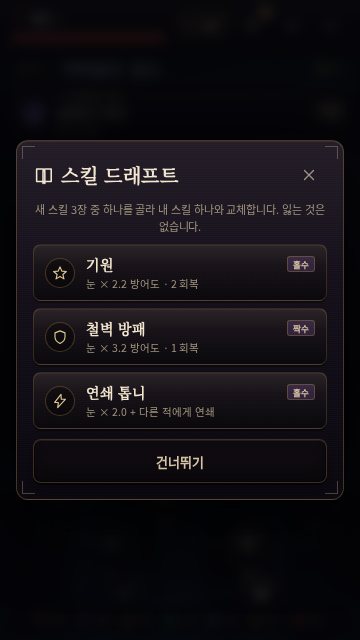 스킬 드래프트
새 스킬 3장 중 하나를 골라 내 스킬 하나와 교체합니다. 잃는 것은
없습니다.
기원
홀수
눈 × 2.2 방어도 · 2 회복
철벽 방패
짝수
눈 × 3.2 방어도 · 1 회복
연쇄 톱니
홀수
눈 × 2.0 + 다른 적에게 연쇄
건너뛰기